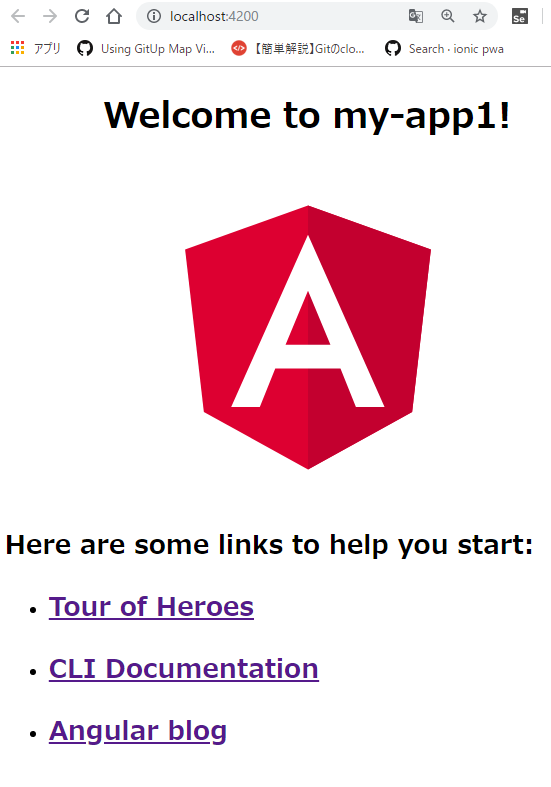 localhost:4200
Se
アプリ Using GitUp Map Vi... 【簡単解説】Gitのclo... Search · ionic pwa
Welcome to my-app1!
A
Here are some links to help you start:
Tour of Heroes
CLI Documentation
Angular blog